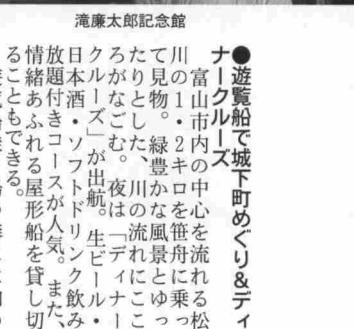 滝廉太郎記念館
●遊覧船で城下町めぐり&ディ
ナークルーズ
富山市内の中心を流れる松
川の1・2キロを笹舟に乗っ
て見物。緑豊かな風景とゆっ
たりとした、川の流れにここ
ろがなごむ。夜は「ディナー
クルーズ」が出航。生ビール・
日本酒・ソフトドリンク飲み
放題付きコースが人気。また、
情緒あふれる屋形船を貸し切
ることもできる。